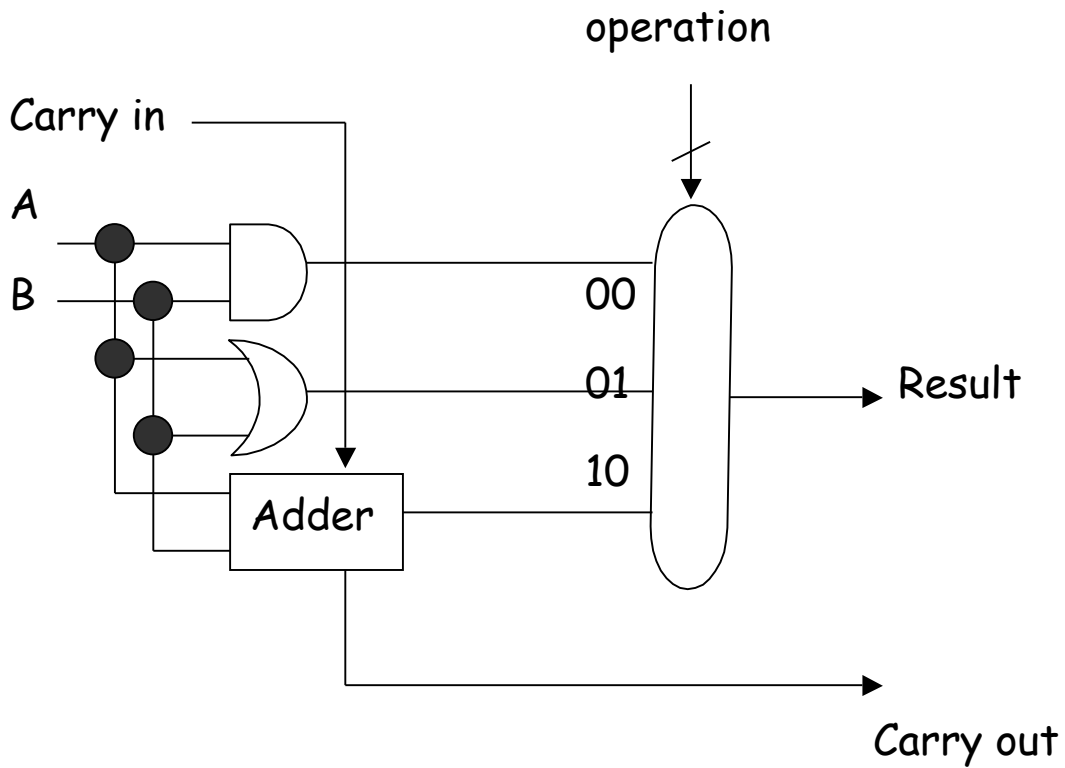 operation
Carry in
A
B
00
01
Result
10
Adder
Carry out